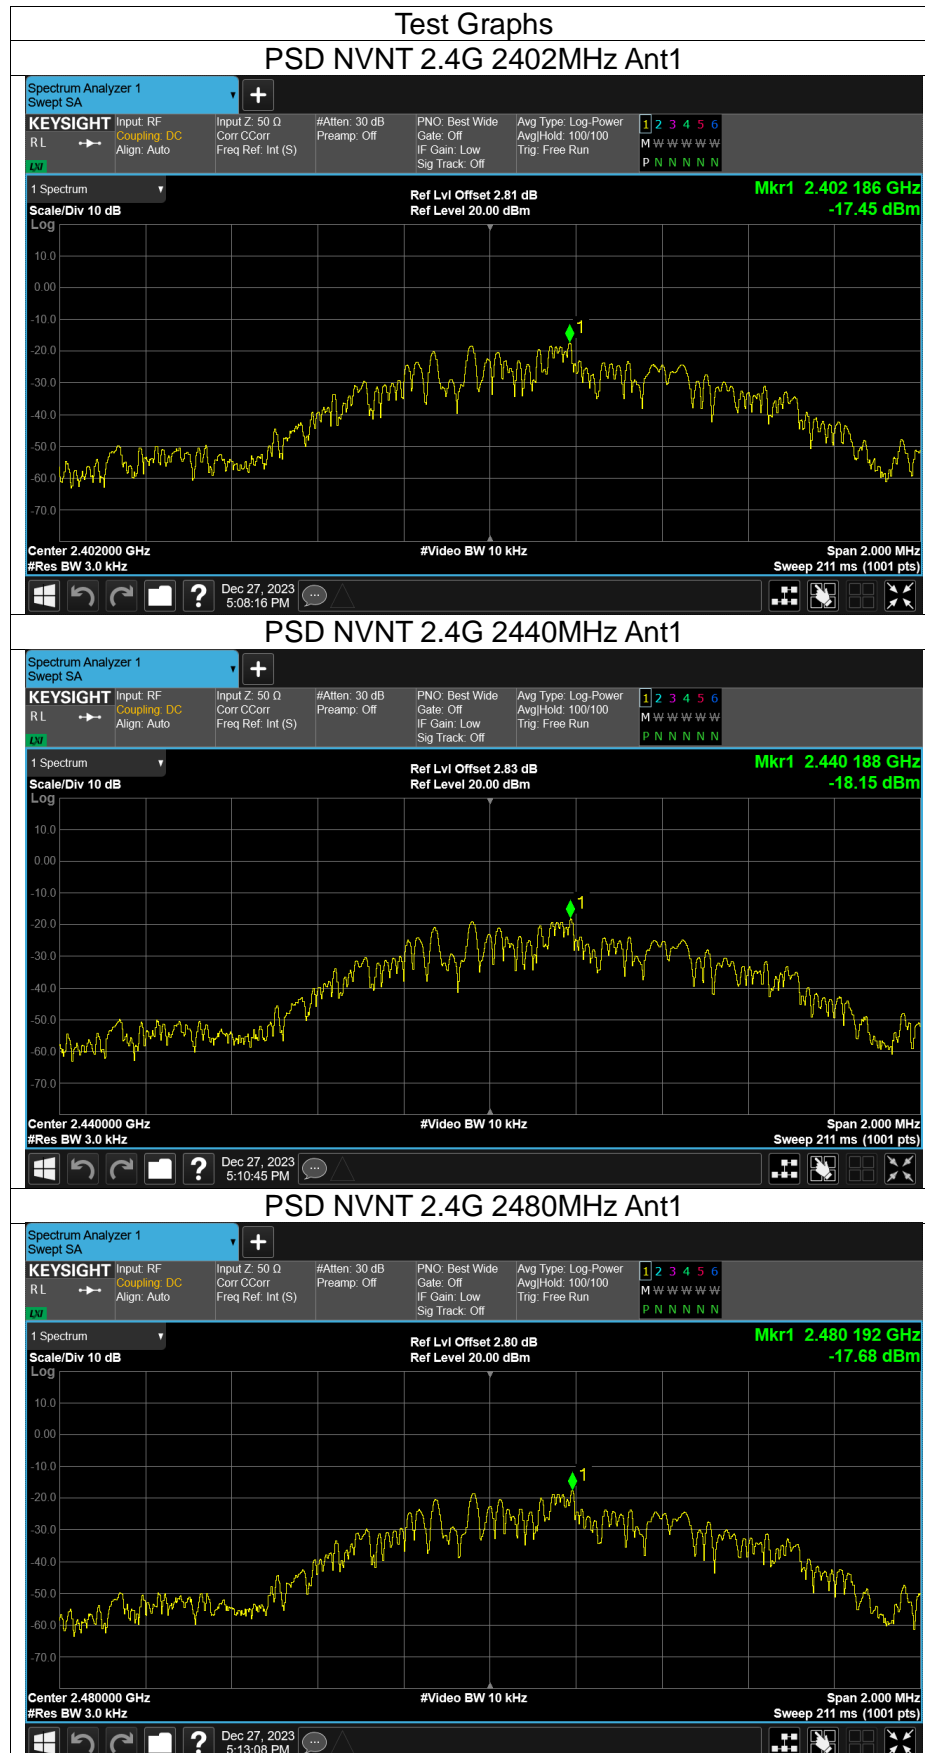 Test Graphs
PSD NVNT 2.4G 2402MHz Ant1
Spectrum Analyzer 1
Swept SA
KEYSIGHT Input: RF Input Z: 50 Ω #Atten: 30 dB PNO: Best Wide Avg Type: Log-Power 1 2 3 4 5 6
RL Coupling: DC Corr CCorr Preamp: Off Gate: Off Avg|Hold: 100/100 M W W W W W
Align: Auto Freq Ref: Int (S) IF Gain: Low Trig: Free Run P N N N N N
LXI Sig Track: Off
1 Spectrum Ref Lvl Offset 2.81 dB Mkr1 2.402 186 GHz
Scale/Div 10 dB Ref Level 20.00 dBm -17.45 dBm
Log
10.0
0.00
-10.0
1
-20.0
-30.0
-40.0
-50.0
-60.0
-70.0
Center 2.402000 GHz #Video BW 10 kHz Span 2.000 MHz
#Res BW 3.0 kHz Sweep 211 ms (1001 pts)
? Dec 27, 2023
5:08:16 PM
PSD NVNT 2.4G 2440MHz Ant1
Spectrum Analyzer 1
Swept SA
KEYSIGHT Input: RF Input Z: 50 Ω #Atten: 30 dB PNO: Best Wide Avg Type: Log-Power 1 2 3 4 5 6
RL Coupling: DC Corr CCorr Preamp: Off Gate: Off Avg|Hold: 100/100 M W W W W W
Align: Auto Freq Ref: Int (S) IF Gain: Low Trig: Free Run P N N N N N
LXI Sig Track: Off
1 Spectrum Ref Lvl Offset 2.83 dB Mkr1 2.440 188 GHz
Scale/Div 10 dB Ref Level 20.00 dBm -18.15 dBm
Log
10.0
0.00
-10.0
1
-20.0
-30.0
-40.0
-50.0
-60.0
-70.0
Center 2.440000 GHz #Video BW 10 kHz Span 2.000 MHz
#Res BW 3.0 kHz Sweep 211 ms (1001 pts)
? Dec 27, 2023
5:10:45 PM
PSD NVNT 2.4G 2480MHz Ant1
Spectrum Analyzer 1
Swept SA
KEYSIGHT Input: RF Input Z: 50 Ω #Atten: 30 dB PNO: Best Wide Avg Type: Log-Power 1 2 3 4 5 6
RL Coupling: DC Corr CCorr Preamp: Off Gate: Off Avg|Hold: 100/100 M W W W W W
Align: Auto Freq Ref: Int (S) IF Gain: Low Trig: Free Run P N N N N N
LXI Sig Track: Off
1 Spectrum Ref Lvl Offset 2.80 dB Mkr1 2.480 192 GHz
Scale/Div 10 dB Ref Level 20.00 dBm -17.68 dBm
Log
10.0
0.00
-10.0
1
-20.0
-30.0
-40.0
-50.0
-60.0
-70.0
Center 2.480000 GHz #Video BW 10 kHz Span 2.000 MHz
#Res BW 3.0 kHz Sweep 211 ms (1001 pts)
? Dec 27, 2023
5:13:08 PM